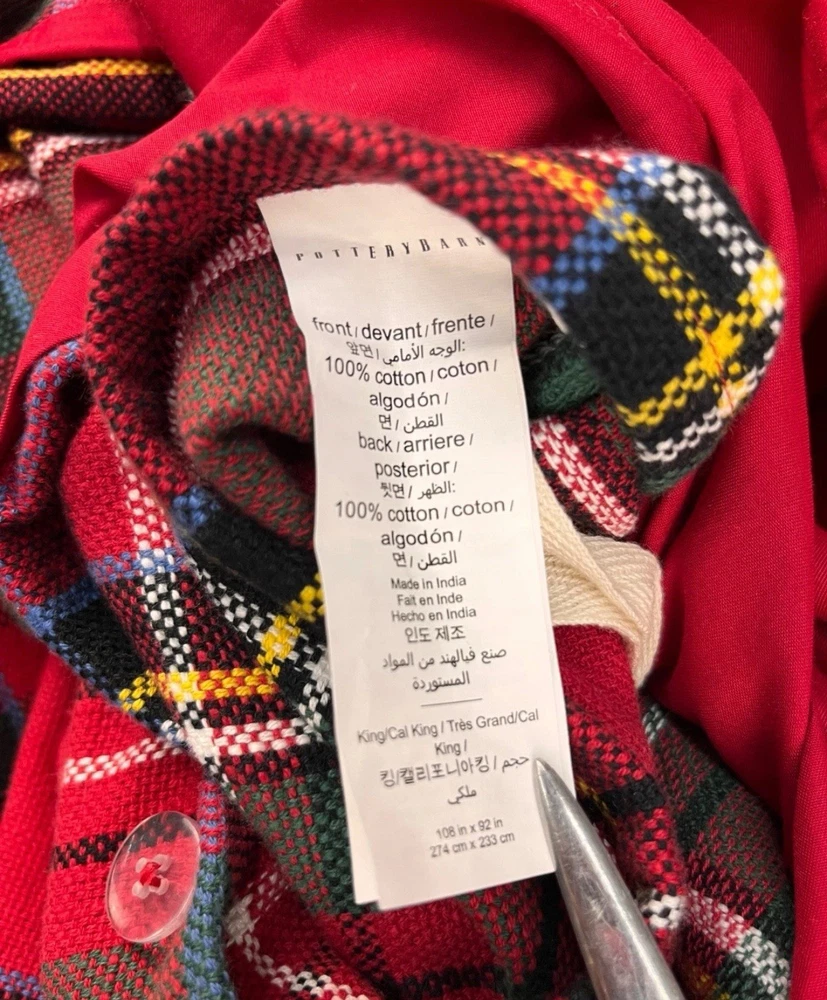 POTTERYBARN
front / devant / frente /
앞면 / الوجه الأمامي:
100% cotton / coton /
algodón /
면 / القطن
back / arriere /
posterior /
뒷면 / الظهر:
100% cotton / coton /
algodón /
면 / القطن
Made in India
Fait en Inde
Hecho en India
인도 제조
صنع فيالهند من المواد
المستوردة
King/Cal King / Très Grand/Cal
King /
킹/캘리포니아킹 / حجم
ملكي
108 in x 92 in
274 cm x 233 cm